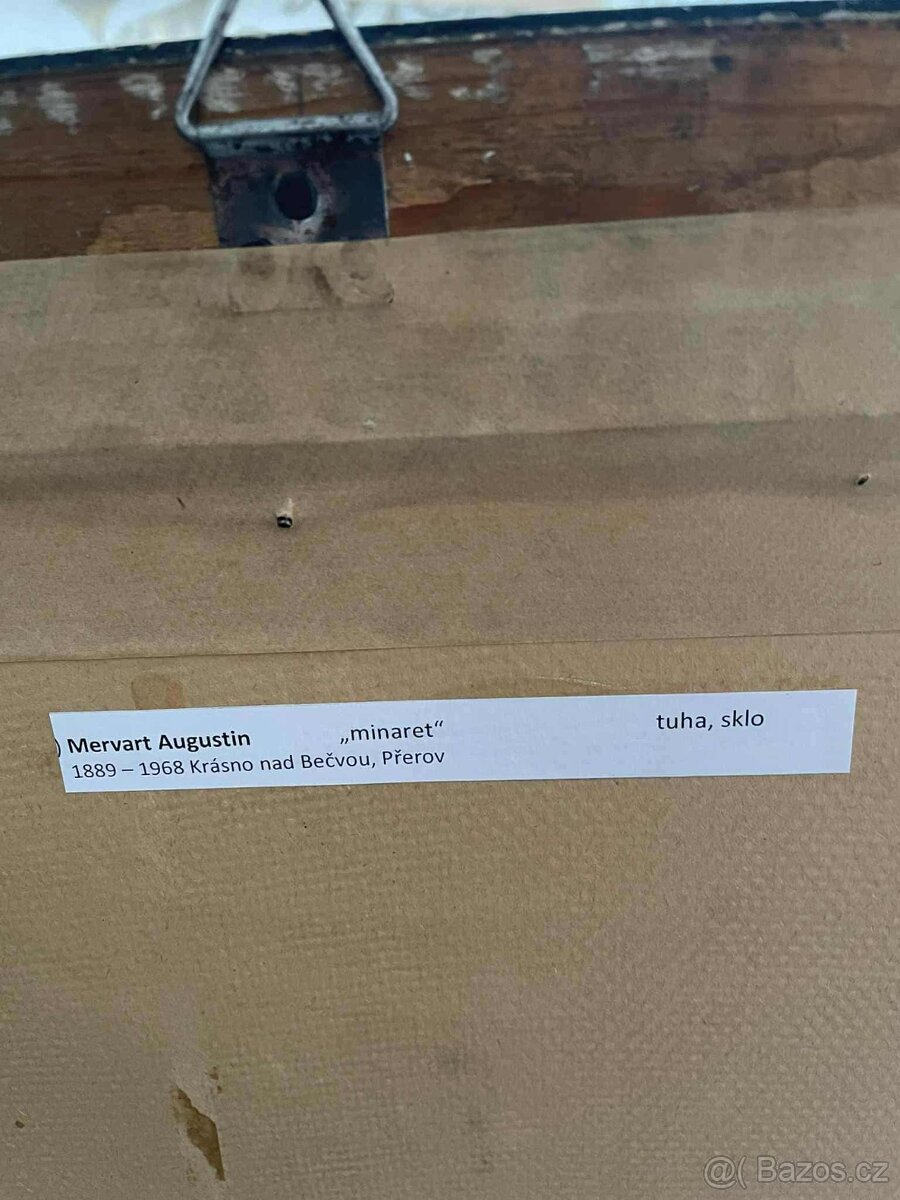 ) Mervart Augustin „minaret“ tuha, sklo
1889 – 1968 Krásno nad Bečvou, Přerov
@( Bazos.cz